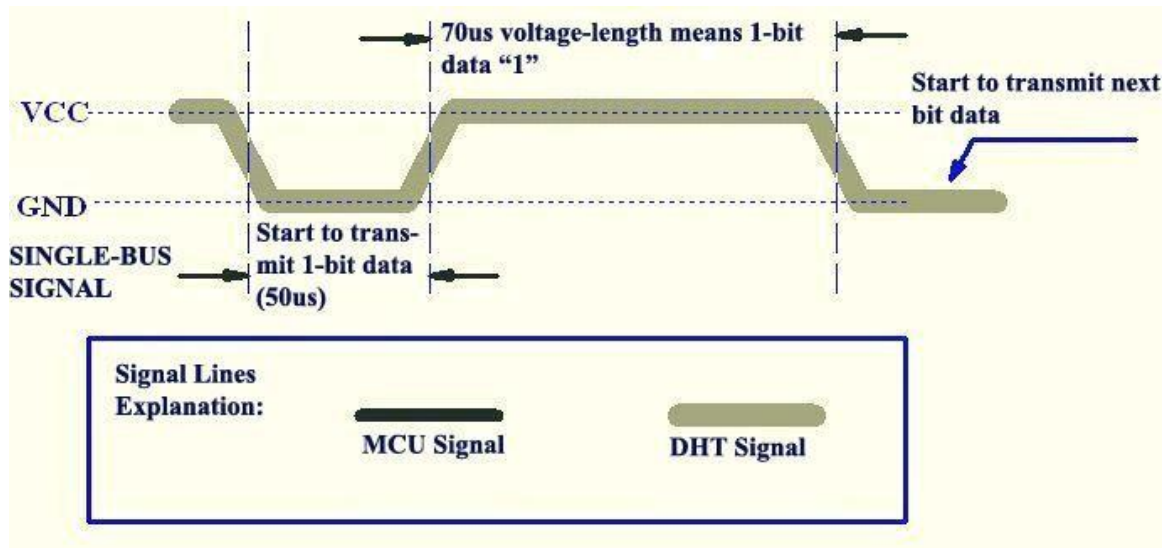 70us voltage-length means 1-bit
data “1”
Start to transmit next
bit data
VCC
GND
SINGLE-BUS
SIGNAL
Start to trans-
mit 1-bit data
(50us)
Signal Lines
Explanation:
MCU Signal
DHT Signal